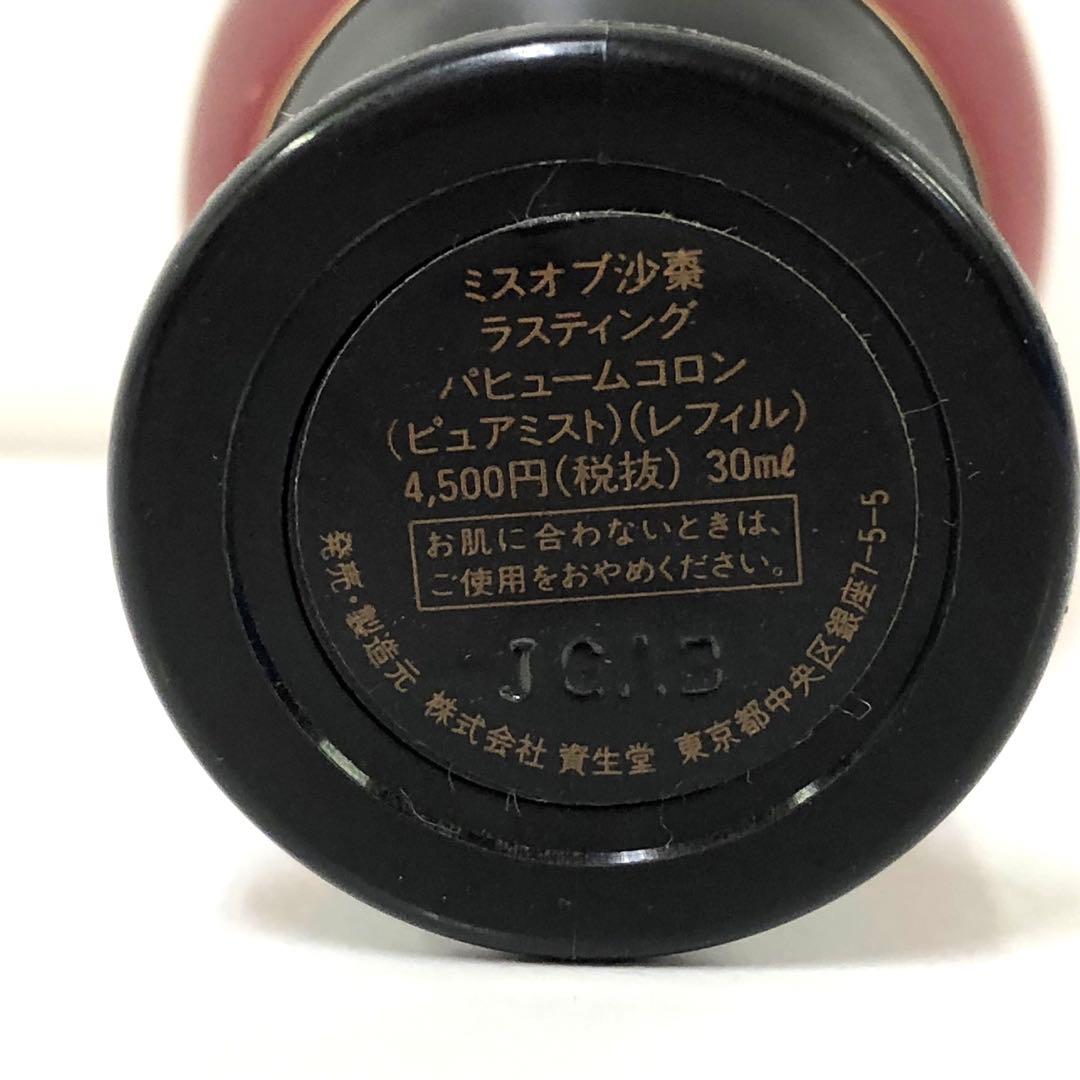 ミスオブ沙棗
ラスティング
パヒュームコロン
(ピュアミスト)(レフィル)
4,500円(税抜) 30ml
お肌に合わないときは、
ご使用をおやめください。
発売・製造元 株式会社 資生堂 東京都中央区銀座7-5-5